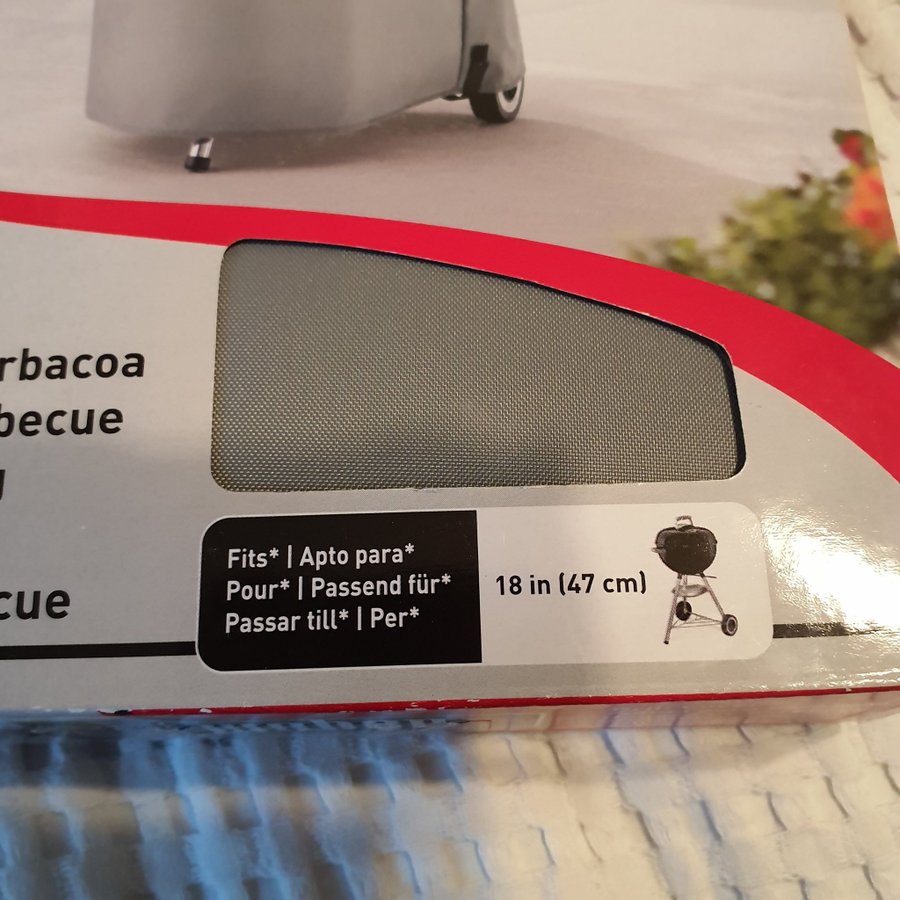 rbacoa
becue
cue
Fits* | Apto para*
Pour* | Passend für*
Passar till* | Per*
18 in (47 cm)